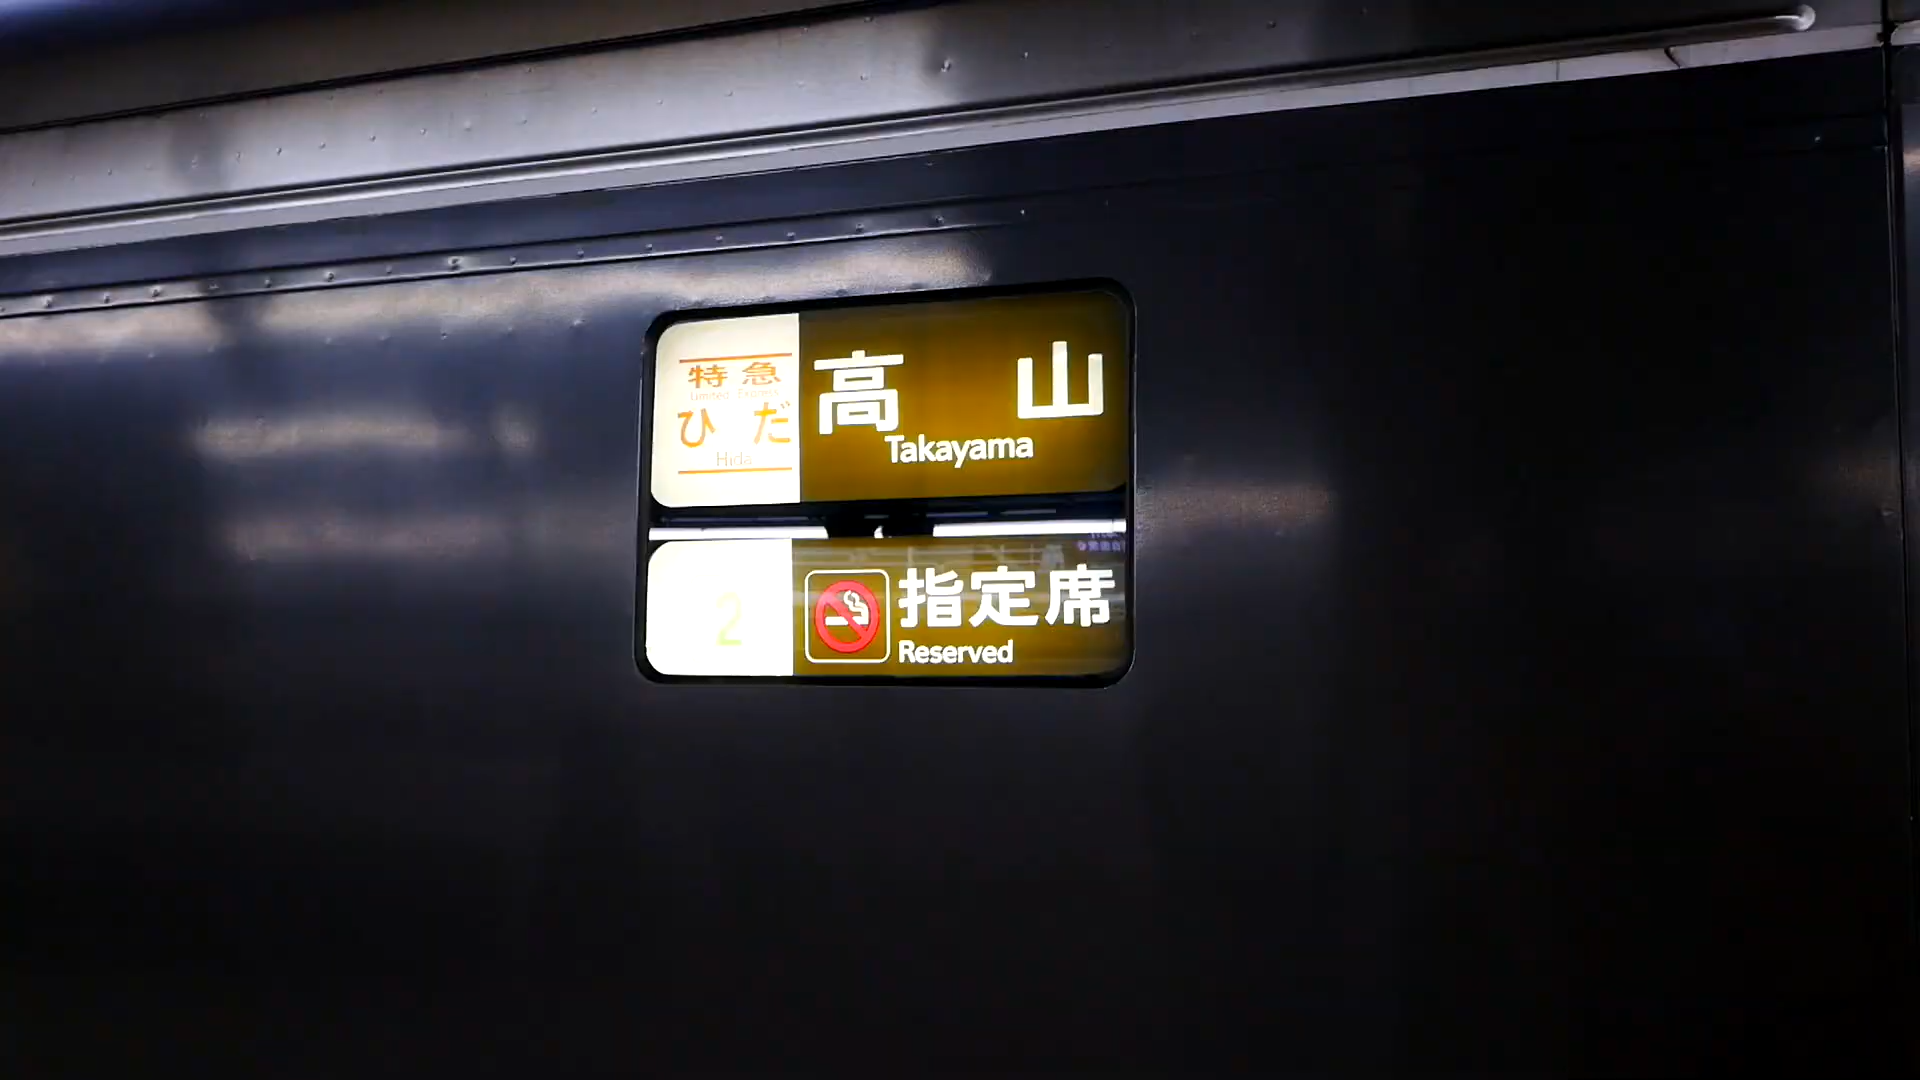 特急
Limited Express
ひだ
Hida
高山
Takayama
2
指定席
Reserved